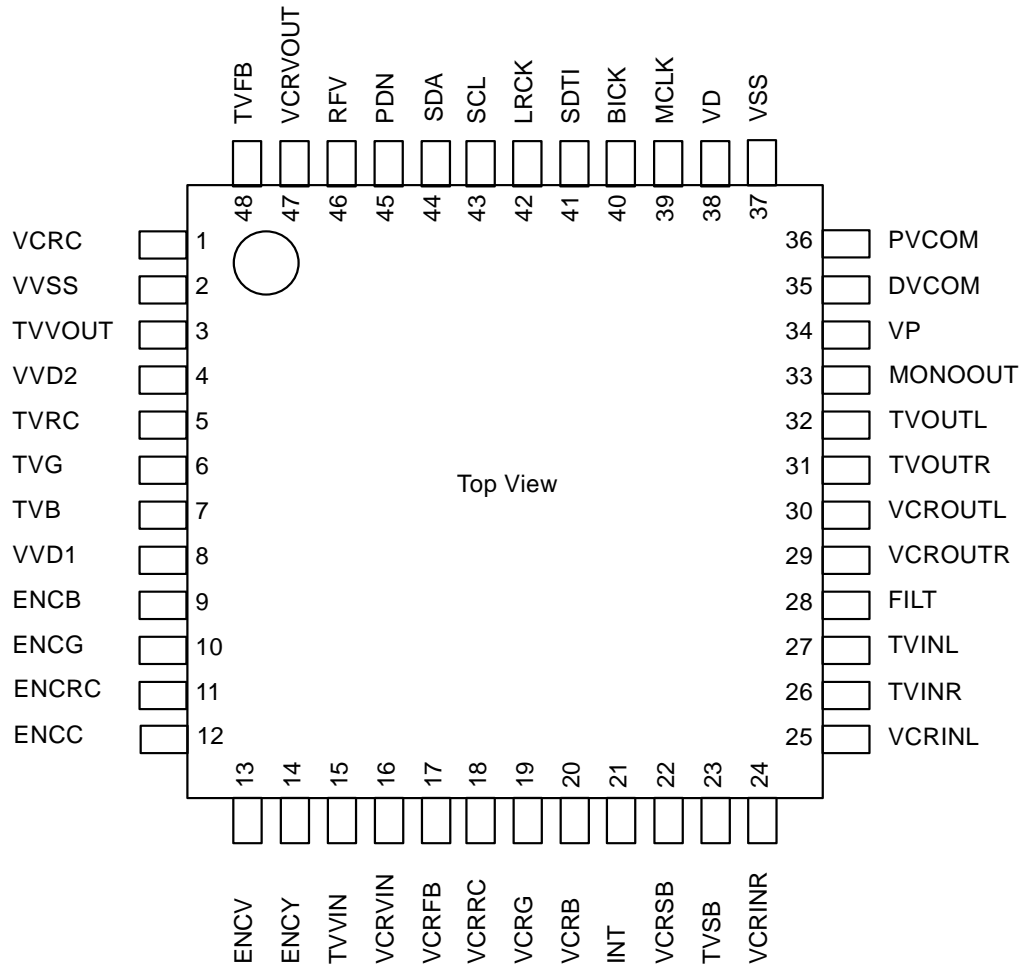 TVFB
VCRVOUT
RFV
PDN
SDA
SCL
LRCK
SDTI
BICK
MCLK
VD
VSS
48
47
46
45
44
43
42
41
40
39
38
37
VCRC 1
VVSS 2
TVVOUT 3
VVD2 4
TVRC 5
TVG 6
TVB 7
VVD1 8
ENCB 9
ENCG 10
ENCRC 11
ENCC 12
Top View
36 PVCOM
35 DVCOM
34 VP
33 MONOOUT
32 TVOUTL
31 TVOUTR
30 VCROUTL
29 VCROUTR
28 FILT
27 TVINL
26 TVINR
25 VCRINL
13
14
15
16
17
18
19
20
21
22
23
24
ENCV
ENCY
TVVIN
VCRVIN
VCRFB
VCRRC
VCRG
VCRB
INT
VCRSB
TVSB
VCRINR